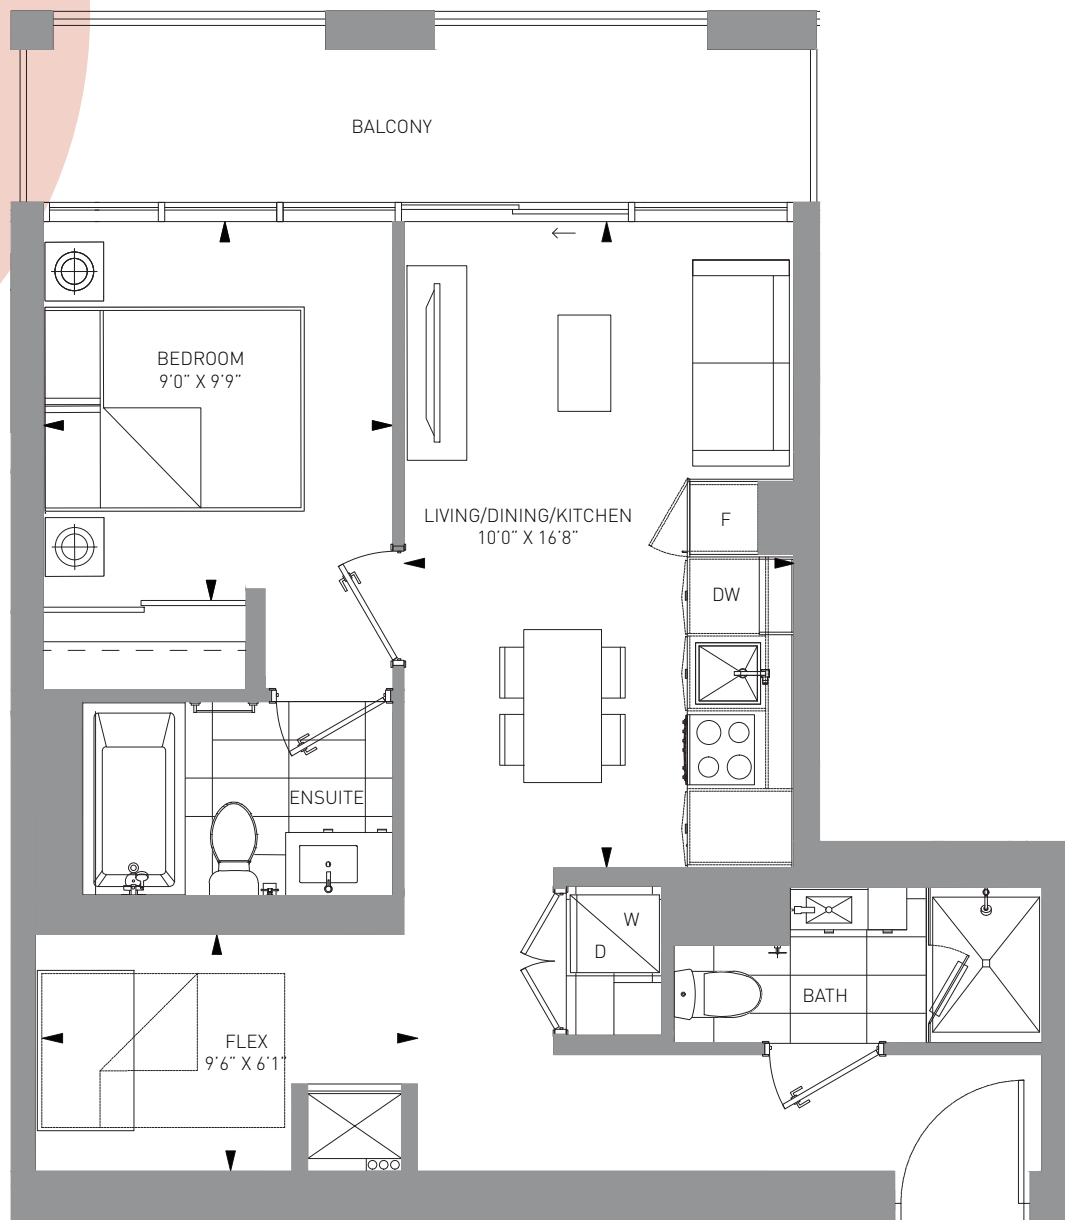 BALCONY
BEDROOM
9'0" X 9'9"
LIVING/DINING/KITCHEN
10'0" X 16'8"
F
DW
ENSUITE
W
D
BATH
FLEX
9'6" X 6'1"